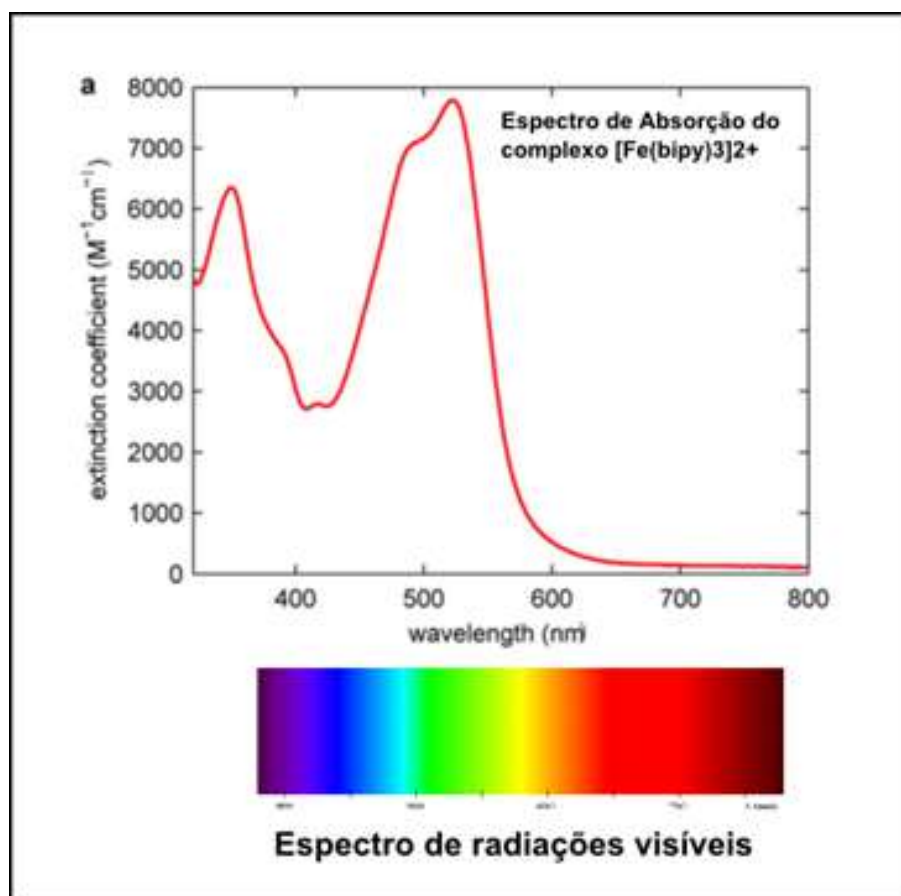 a
8000
Espectro de Absorção do
complexo [Fe(bipy)3]2+
7000
6000
5000
4000
3000
2000
1000
0
extinction coefficient (M⁻¹cm⁻¹)
400 500 600 700 800
wavelength (nm)
Espectro de radiações visíveis